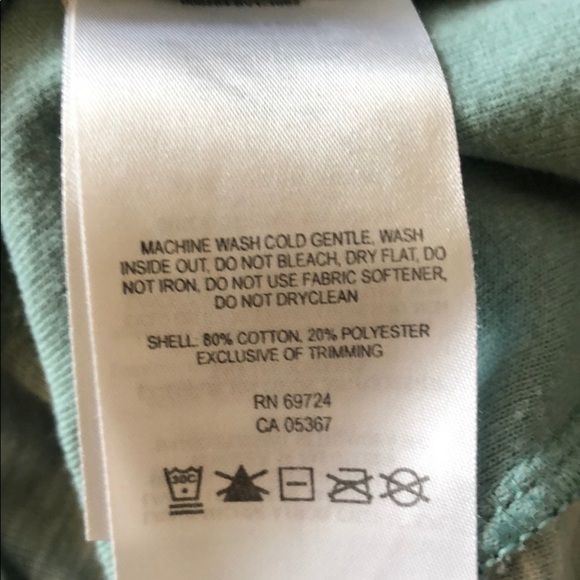 MACHINE WASH COLD GENTLE, WASH
INSIDE OUT, DO NOT BLEACH, DRY FLAT, DO
NOT IRON, DO NOT USE FABRIC SOFTENER,
DO NOT DRYCLEAN
SHELL: 80% COTTON, 20% POLYESTER
EXCLUSIVE OF TRIMMING
RN 69724
CA 05367
30C